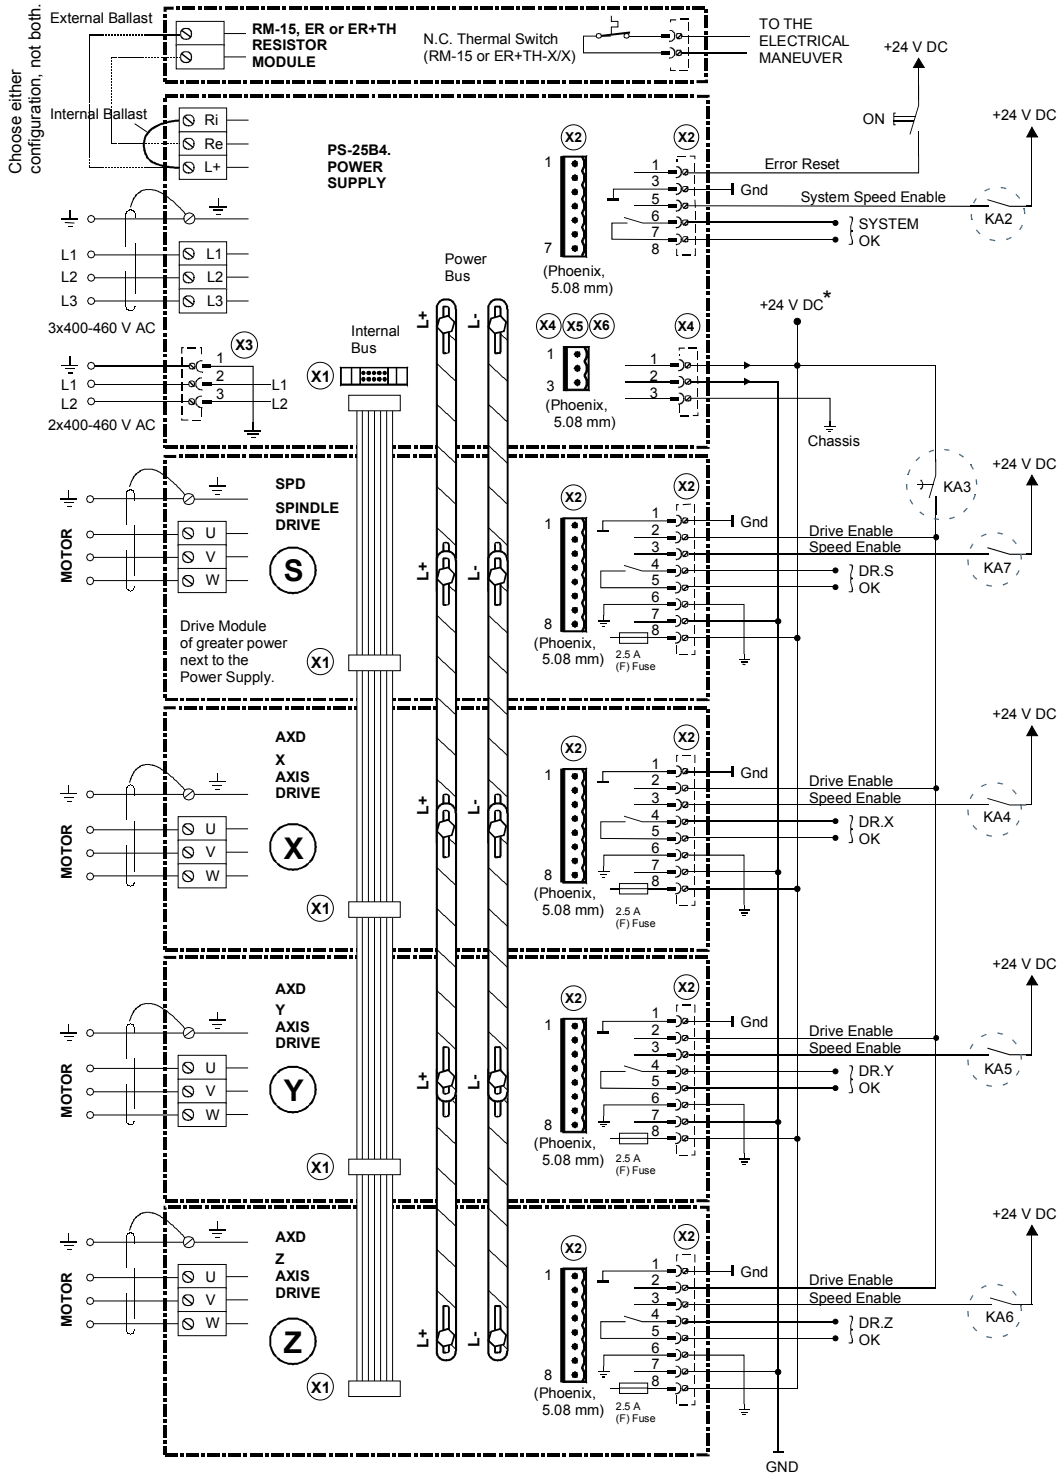 External Ballast
Choose either
configuration, not both.
RM-15, ER or ER+TH
RESISTOR
MODULE
N.C. Thermal Switch
(RM-15 or ER+TH-X/X)
TO THE
ELECTRICAL
MANEUVER
+24 V DC
ON
+24 V DC
Internal Ballast
Ri
Re
L+
PS-25B4.
POWER
SUPPLY
X2
1
7
(Phoenix,
5.08 mm)
X2
1
3
5
6
7
8
Error Reset
Gnd
System Speed Enable
KA2
SYSTEM
OK
L1
L2
L3
L1
L2
L3
3x400-460 V AC
Power
Bus
L+
L-
Internal
Bus
X1
X3
1
2
3
L1
L2
L1
L2
2x400-460 V AC
X4
X5
X6
1
3
(Phoenix,
5.08 mm)
X4
1
2
3
+24 V DC*
Chassis
KA3
+24 V DC
SPD
SPINDLE
DRIVE
S
MOTOR
U
V
W
Drive Module
of greater power
next to the
Power Supply.
X1
L+
L-
X2
1
8
(Phoenix,
5.08 mm)
X2
1
2
3
4
5
6
7
8
2.5 A
(F) Fuse
Gnd
Drive Enable
Speed Enable
KA7
DR.S
OK
+24 V DC
AXD
X
AXIS
DRIVE
X
MOTOR
U
V
W
X1
L+
L-
X2
1
8
(Phoenix,
5.08 mm)
X2
1
2
3
4
5
6
7
8
2.5 A
(F) Fuse
Gnd
Drive Enable
Speed Enable
KA4
DR.X
OK
+24 V DC
AXD
Y
AXIS
DRIVE
Y
MOTOR
U
V
W
X1
L+
L-
X2
1
8
(Phoenix,
5.08 mm)
X2
1
2
3
4
5
6
7
8
2.5 A
(F) Fuse
Gnd
Drive Enable
Speed Enable
KA5
DR.Y
OK
+24 V DC
AXD
Z
AXIS
DRIVE
Z
MOTOR
U
V
W
X1
L+
L-
X2
1
8
(Phoenix,
5.08 mm)
X2
1
2
3
4
5
6
7
8
2.5 A
(F) Fuse
Gnd
Drive Enable
Speed Enable
KA6
DR.Z
OK
GND